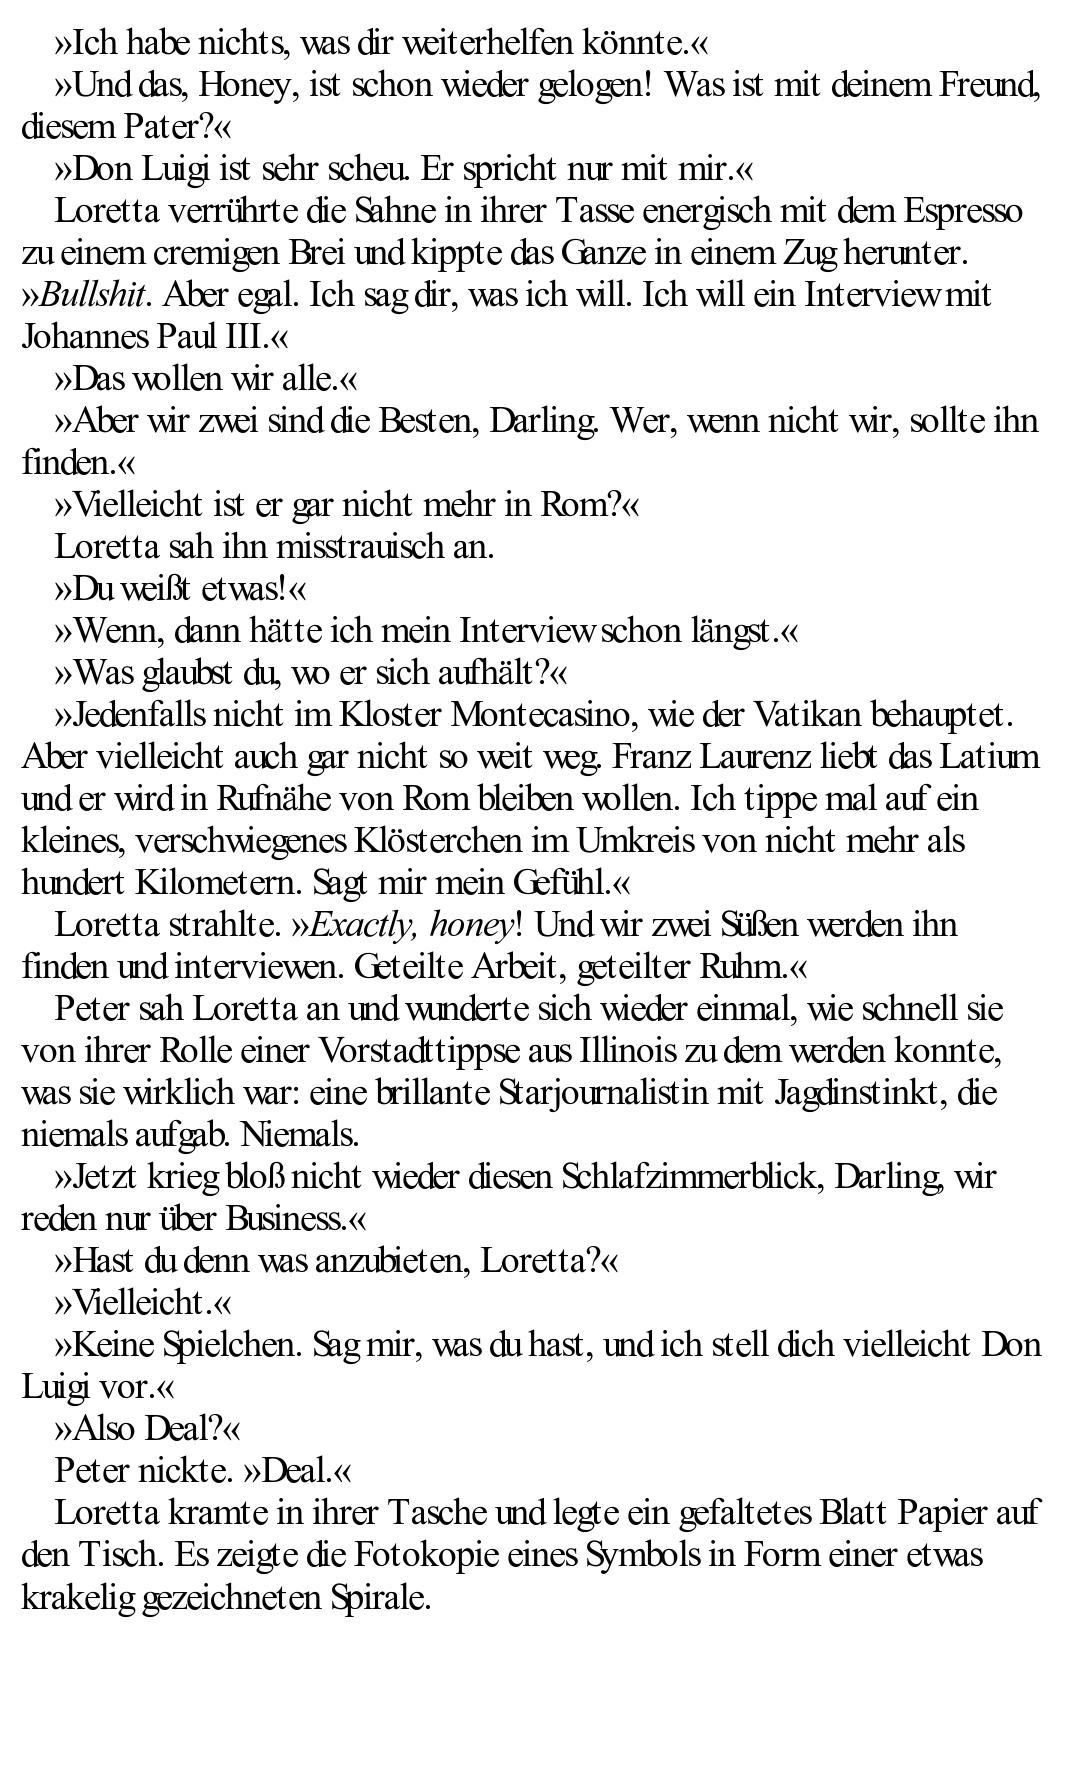 »Ich habe nichts, was dir weiterhelfen könnte.«
»Und das, Honey, ist schon wieder gelogen! Was ist mit deinem Freund,
diesem Pater?«
»Don Luigi ist sehr scheu. Er spricht nur mit mir.«
Loretta verrührte die Sahne in ihrer Tasse energisch mit dem Espresso
zu einem cremigen Brei und kippte das Ganze in einem Zug herunter.
»Bullshit. Aber egal. Ich sag dir, was ich will. Ich will ein Interview mit
Johannes Paul III.«
»Das wollen wir alle.«
»Aber wir zwei sind die Besten, Darling. Wer, wenn nicht wir, sollte ihn
finden.«
»Vielleicht ist er gar nicht mehr in Rom?«
Loretta sah ihn misstrauisch an.
»Du weißt etwas!«
»Wenn, dann hätte ich mein Interview schon längst.«
»Was glaubst du, wo er sich aufhält?«
»Jedenfalls nicht im Kloster Montecasino, wie der Vatikan behauptet.
Aber vielleicht auch gar nicht so weit weg. Franz Laurenz liebt das Latium
und er wird in Rufnähe von Rom bleiben wollen. Ich tippe mal auf ein
kleines, verschwiegenes Klösterchen im Umkreis von nicht mehr als
hundert Kilometern. Sagt mir mein Gefühl.«
Loretta strahlte. »Exactly, honey! Und wir zwei Süßen werden ihn
finden und interviewen. Geteilte Arbeit, geteilter Ruhm.«
Peter sah Loretta an und wunderte sich wieder einmal, wie schnell sie
von ihrer Rolle einer Vorstadttippse aus Illinois zu dem werden konnte,
was sie wirklich war: eine brillante Starjournalistin mit Jagdinstinkt, die
niemals aufgab. Niemals.
»Jetzt krieg bloß nicht wieder diesen Schlafzimmerblick, Darling, wir
reden nur über Business.«
»Hast du denn was anzubieten, Loretta?«
»Vielleicht.«
»Keine Spielchen. Sag mir, was du hast, und ich stell dich vielleicht Don
Luigi vor.«
»Also Deal?«
Peter nickte. »Deal.«
Loretta kramte in ihrer Tasche und legte ein gefaltetes Blatt Papier auf
den Tisch. Es zeigte die Fotokopie eines Symbols in Form einer etwas
krakelig gezeichneten Spirale.